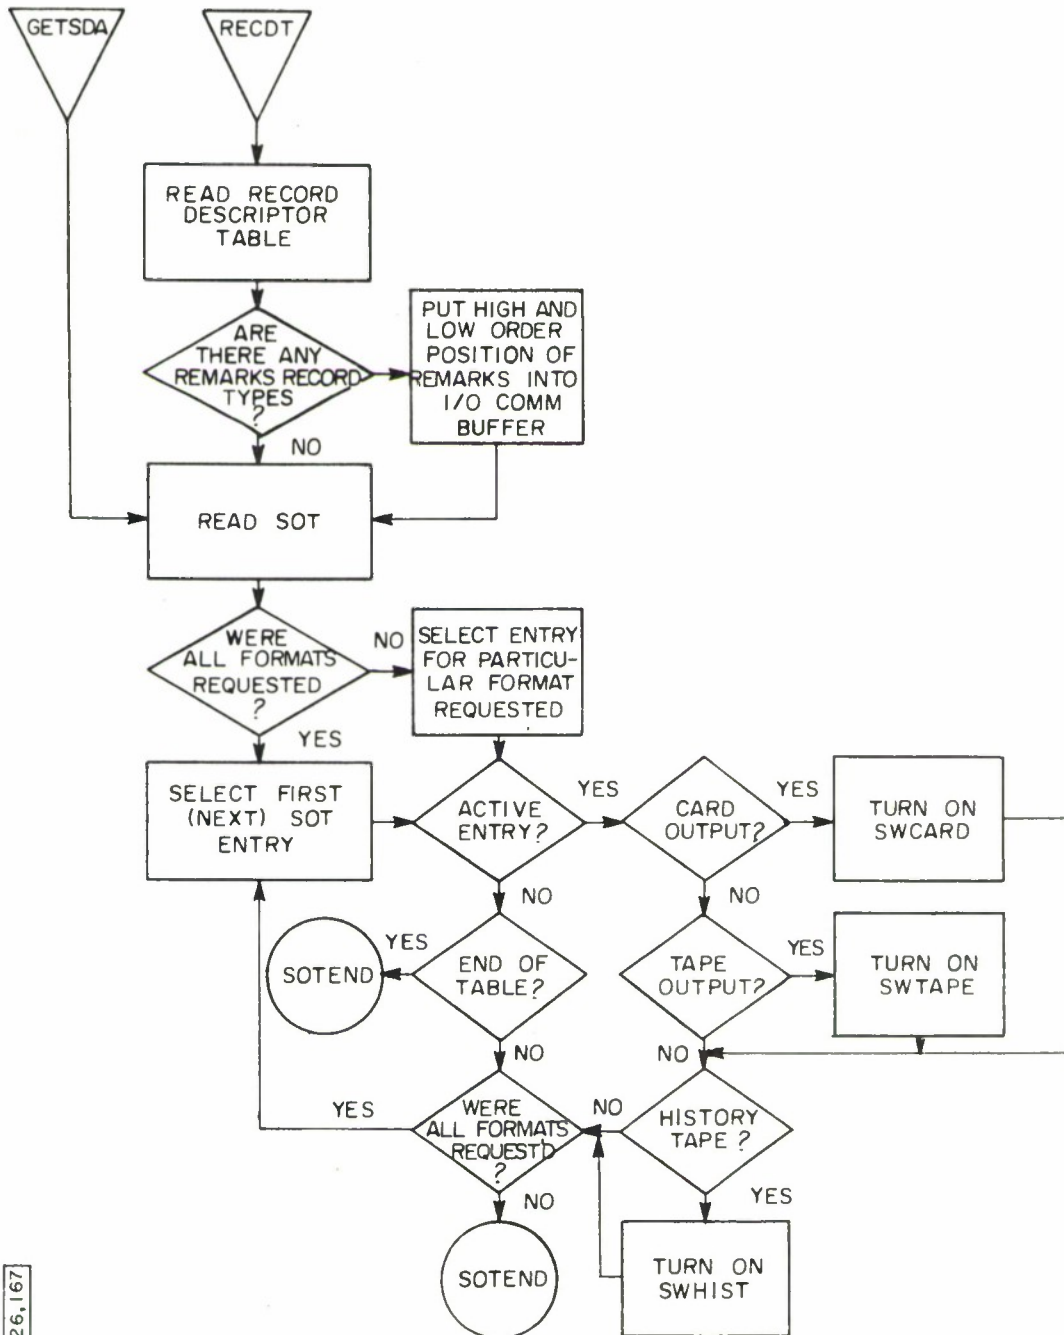 GETSDA
RECDT
READ RECORD
DESCRIPTOR
TABLE
ARE
THERE ANY
REMARKS RECORD
TYPES
?
PUT HIGH AND
LOW ORDER
POSITION OF
REMARKS INTO
I/O COMM
BUFFER
NO
READ SOT
WERE
ALL FORMATS
REQUESTED
?
NO
SELECT ENTRY
FOR PARTICU-
LAR FORMAT
REQUESTED
YES
SELECT FIRST
(NEXT) SOT
ENTRY
ACTIVE
ENTRY?
YES
CARD
OUTPUT?
YES
TURN ON
SWCARD
NO
NO
SOTEND
YES
END OF
TABLE?
TAPE
OUTPUT?
YES
TURN ON
SWTAPE
NO
NO
YES
WERE
ALL FORMATS
REQUEST'D
?
NO
HISTORY
TAPE?
YES
NO
SOTEND
TURN ON
SWHIST
26,167